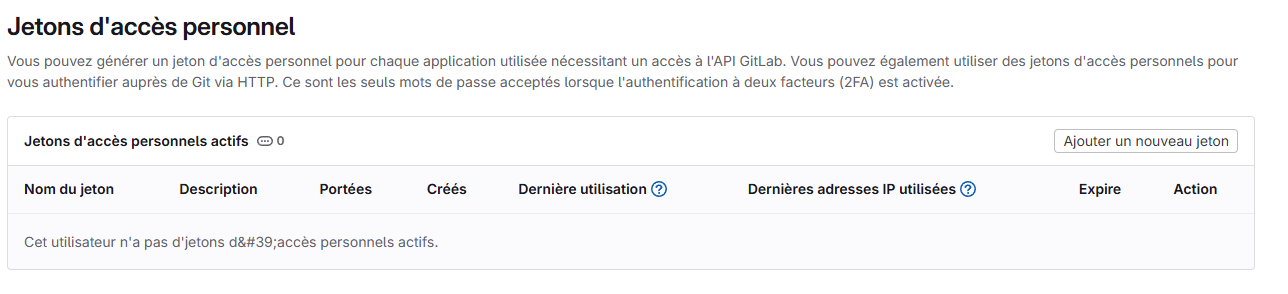 Jetons d'accès personnel
Vous pouvez générer un jeton d'accès personnel pour chaque application utilisée nécessitant un accès à l'API GitLab. Vous pouvez également utiliser des jetons d'accès personnels pour
vous authentifier auprès de Git via HTTP. Ce sont les seuls mots de passe acceptés lorsque l'authentification à deux facteurs (2FA) est activée.
Jetons d'accès personnels actifs 0 Ajouter un nouveau jeton
Nom du jeton Description Portées Créés Dernière utilisation ? Dernières adresses IP utilisées ? Expire Action
Cet utilisateur n'a pas d'jetons d&#39;accès personnels actifs.